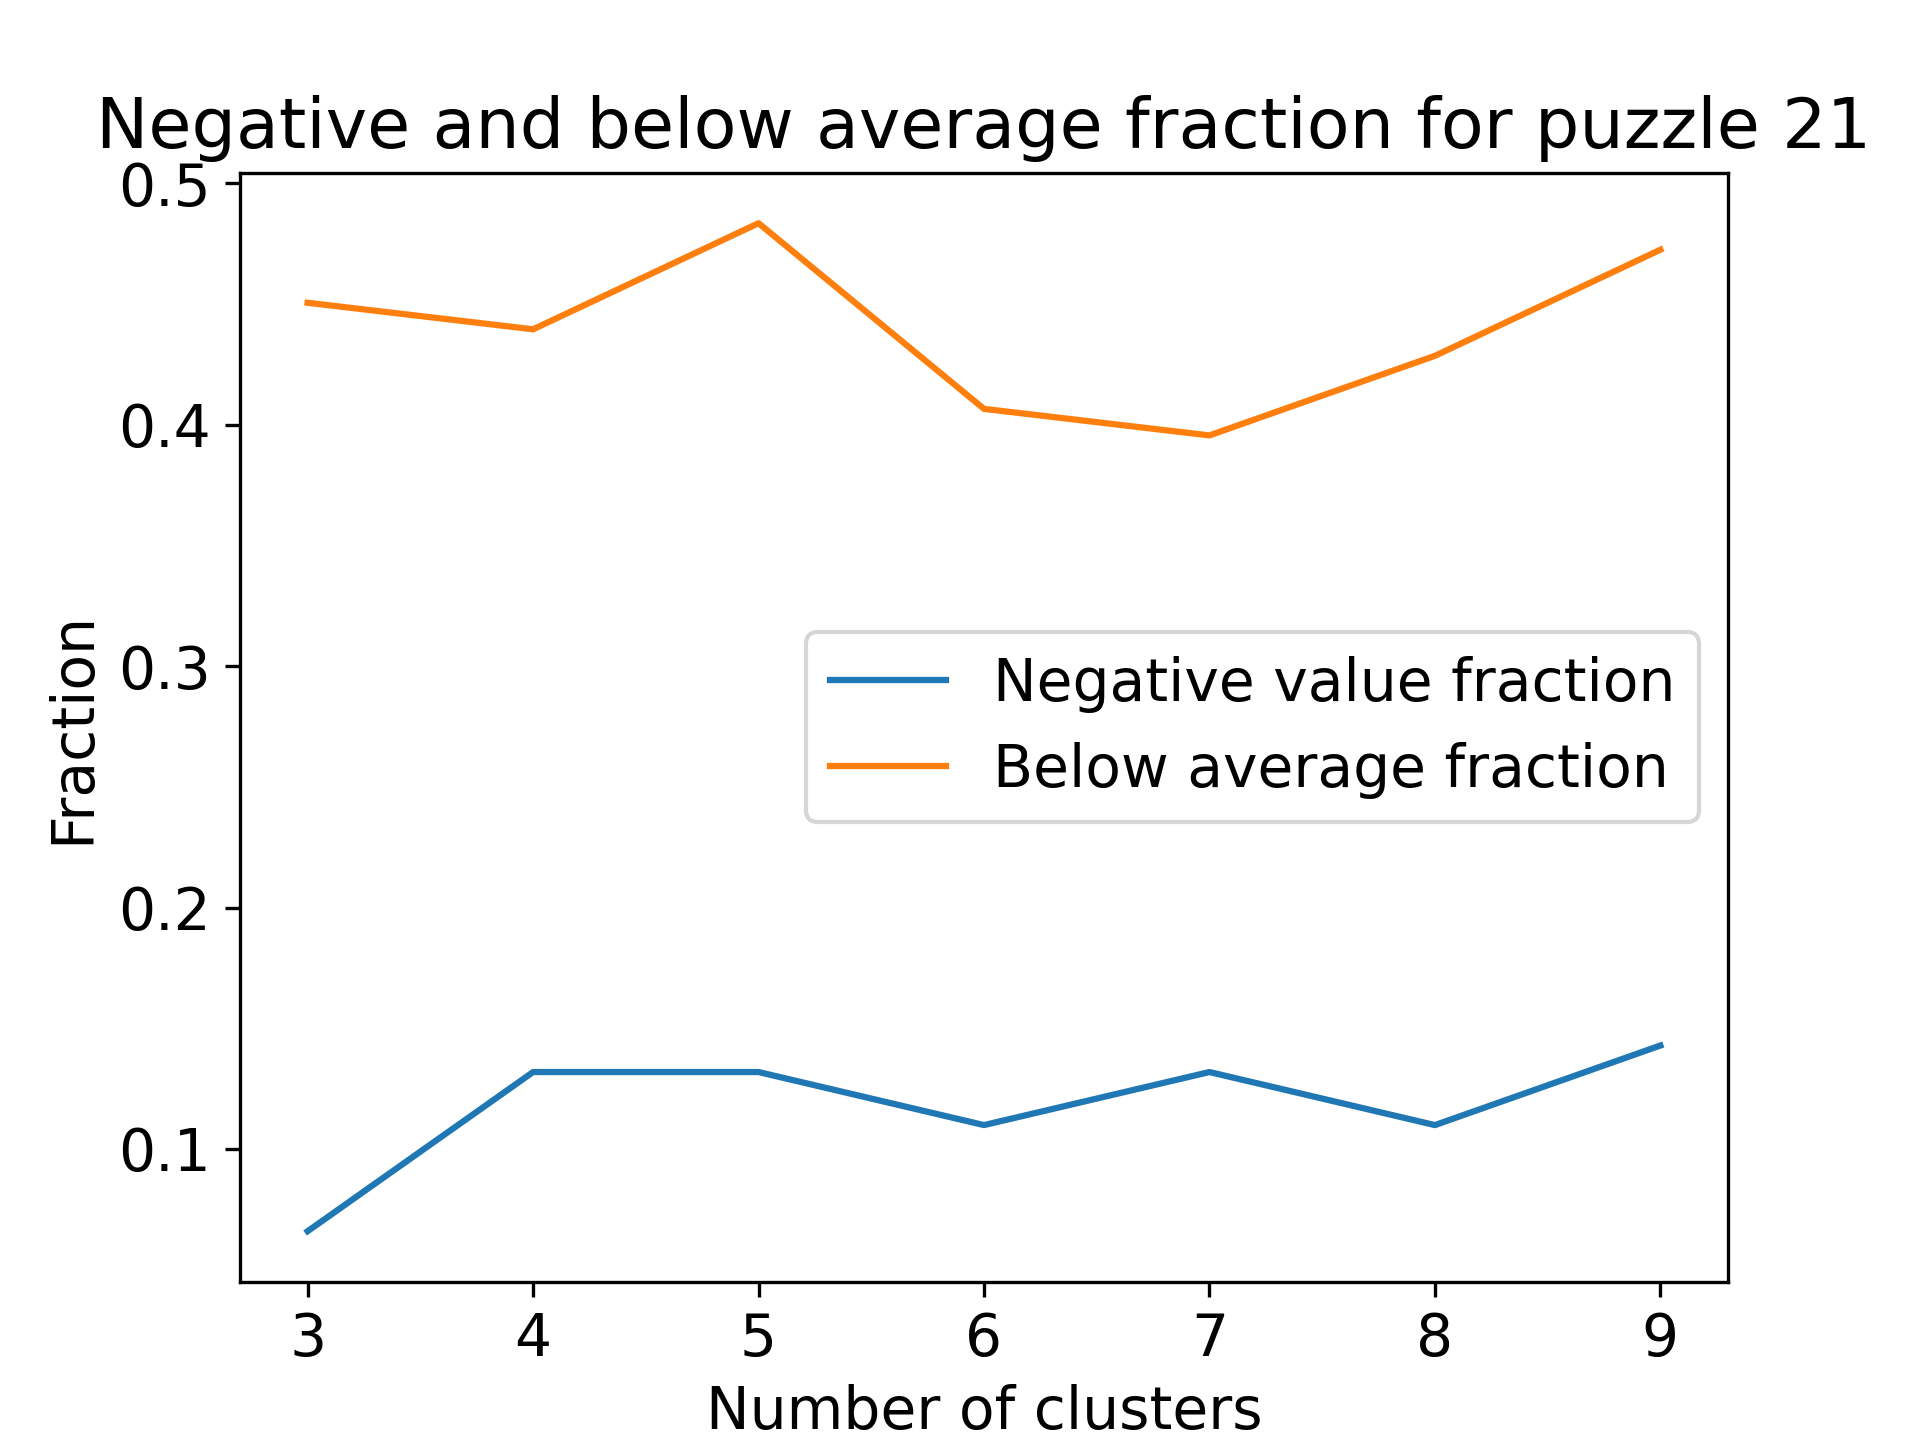 Negative and below average fraction for puzzle 21
0.5
0.4
0.3
0.2
0.1
Fraction
Negative value fraction
Below average fraction
3 4 5 6 7 8 9
Number of clusters